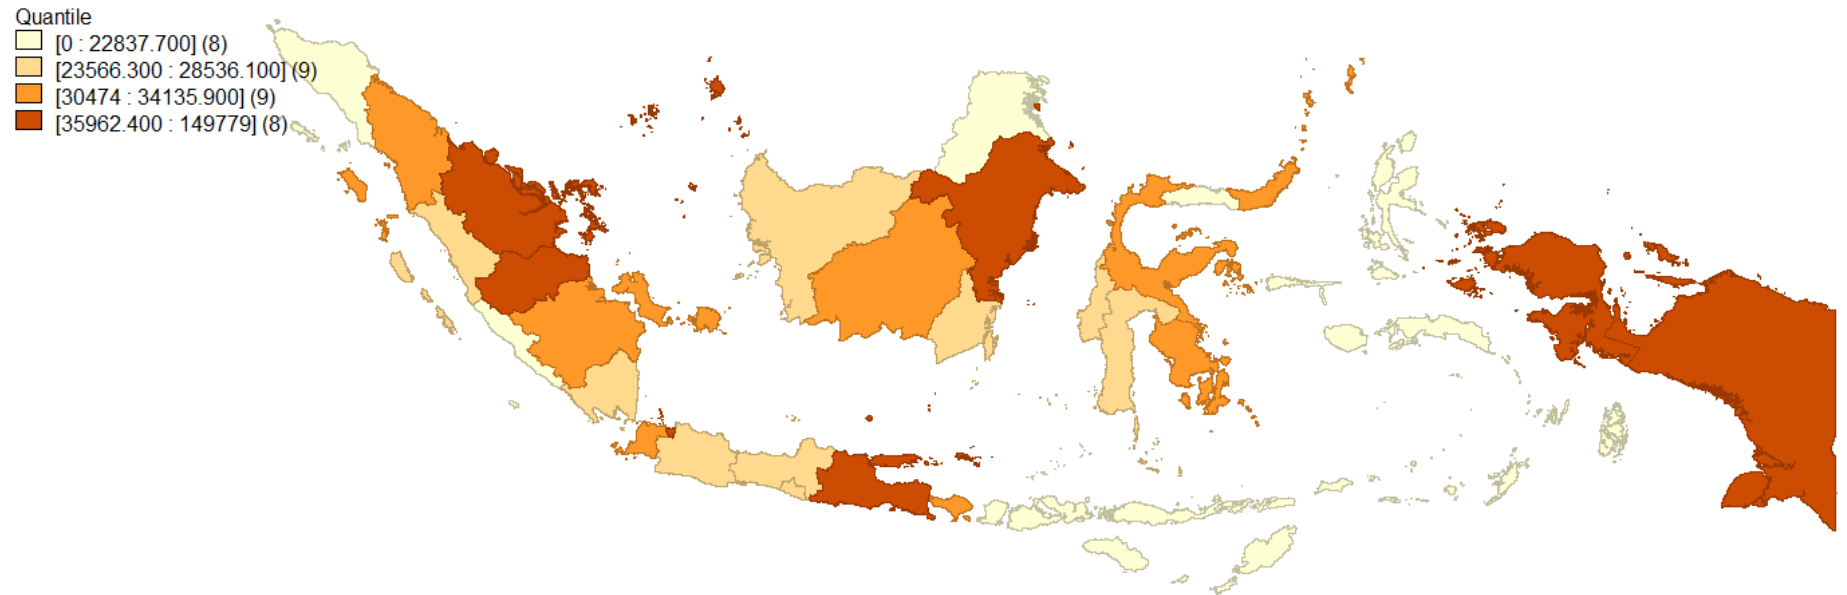 Quantile
[0 : 22837.700] (8)
[23566.300 : 28536.100] (9)
[30474 : 34135.900] (9)
[35962.400 : 149779] (8)